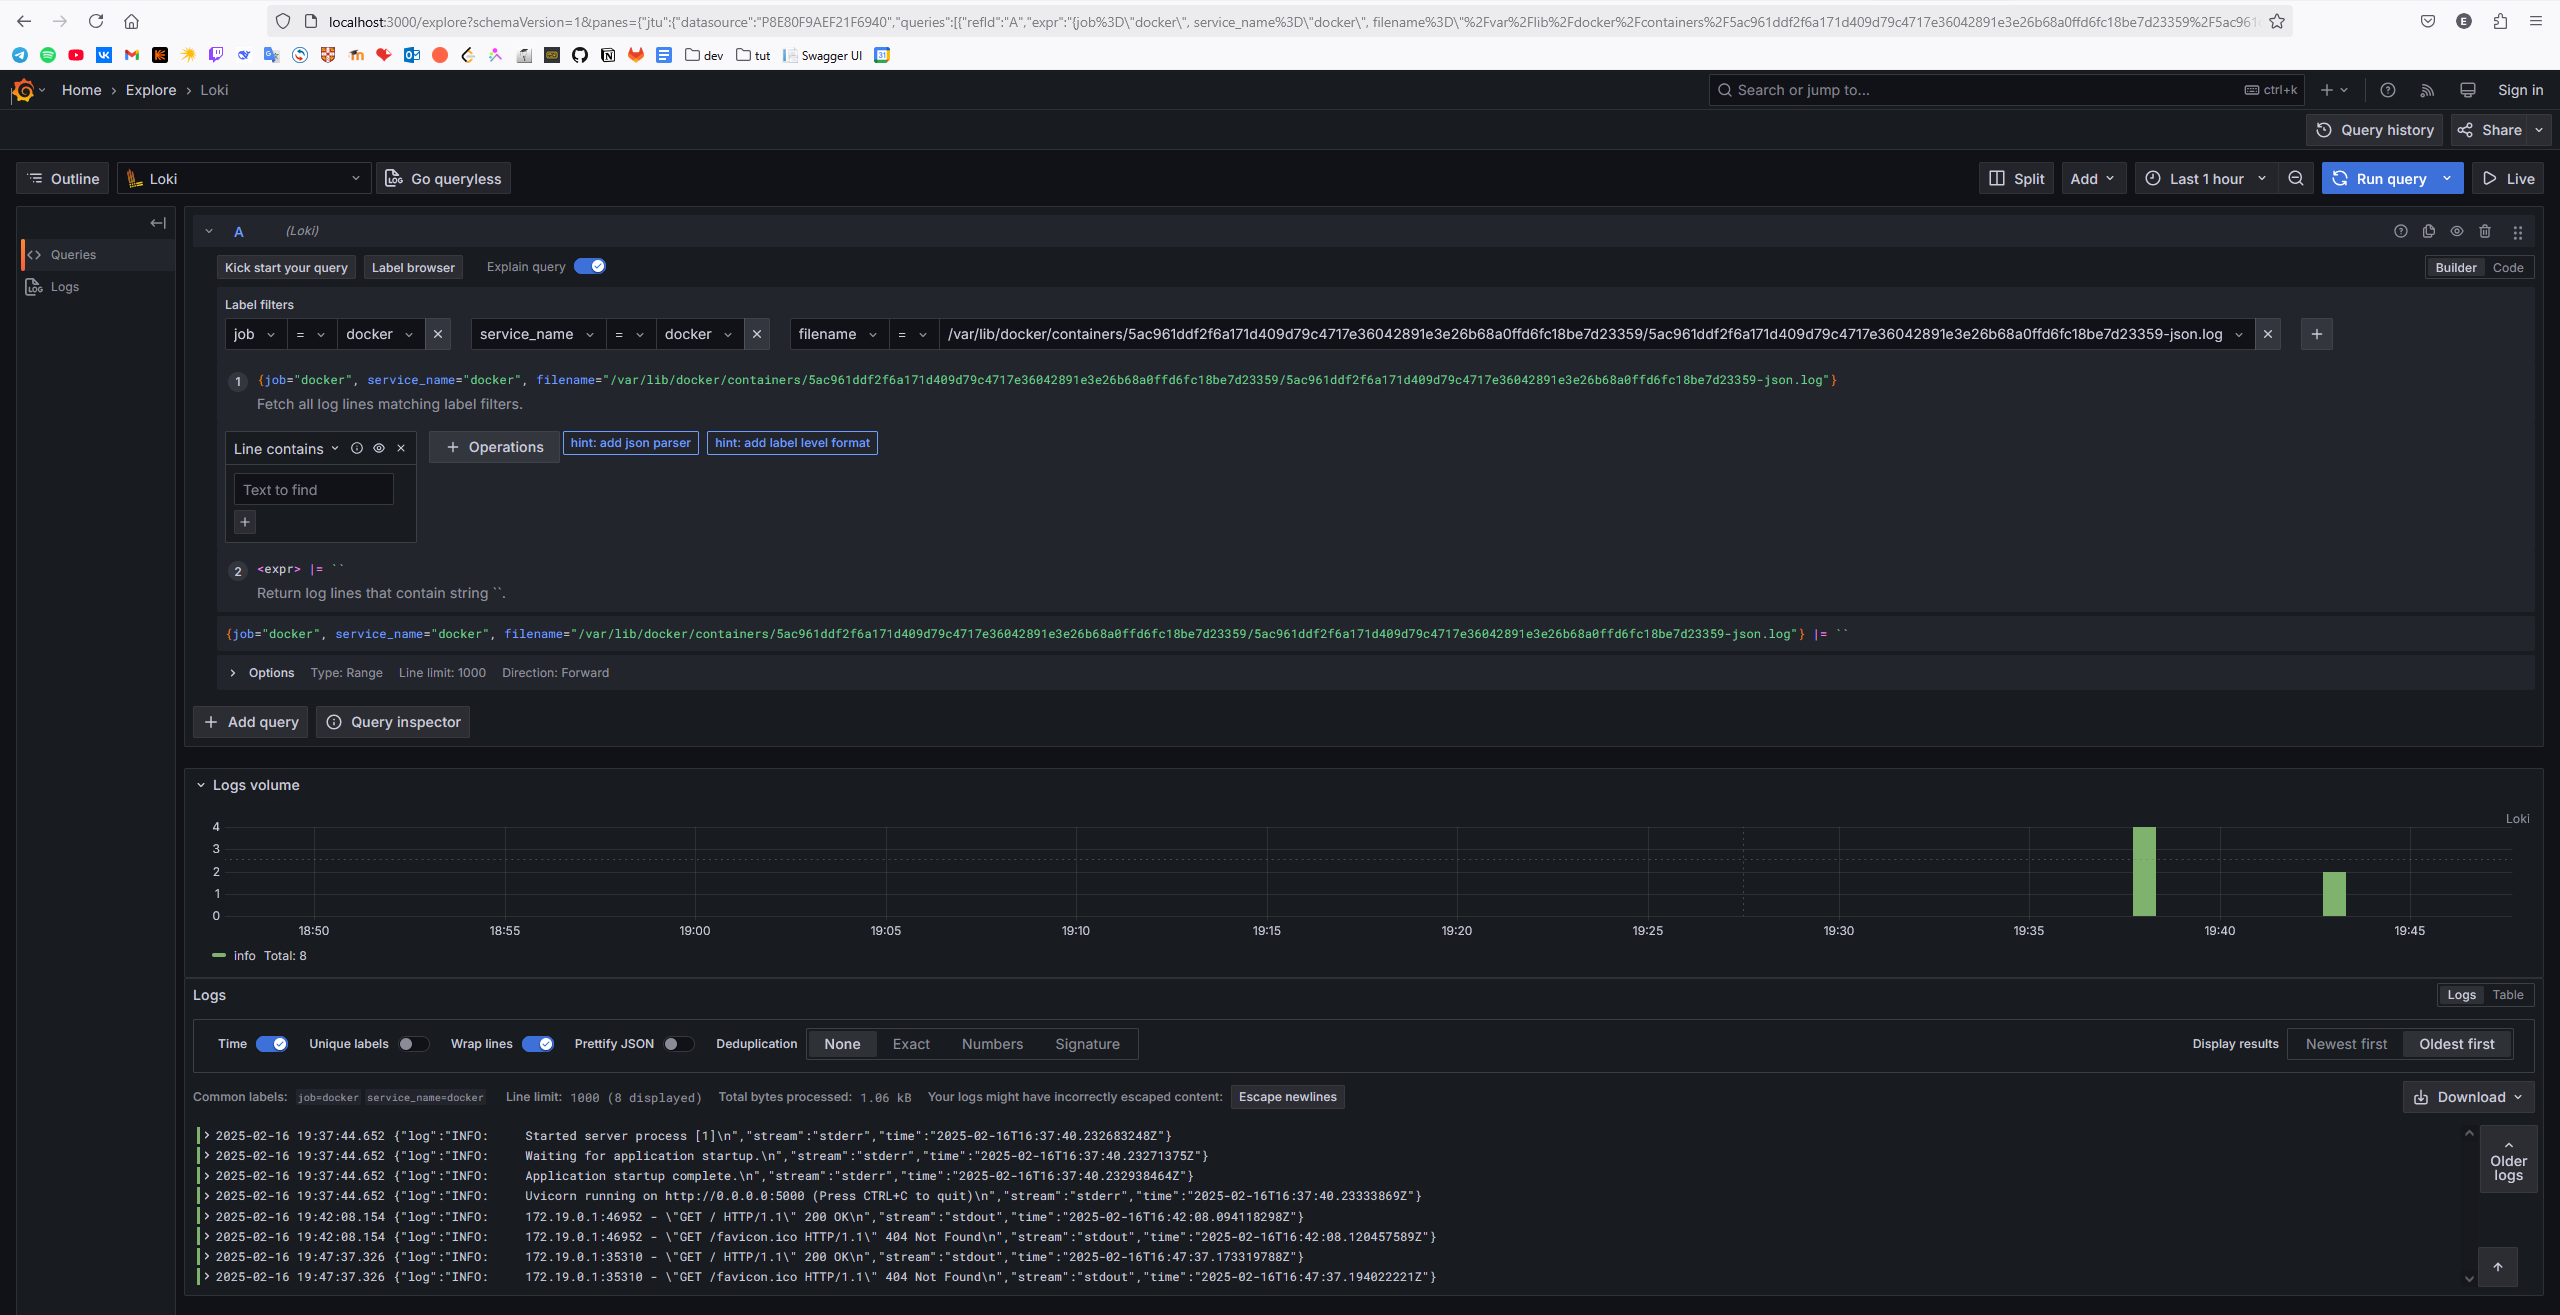 localhost:3000/explore?schemaVersion=1&panes={"jtu":{"datasource":"P8E80F9AEF21F6940","queries":[{"refId":"A","expr":"{job%3D\"docker\", service_name%3D\"docker\", filename%3D\"%2Fvar%2Flib%2Fdocker%2Fcontainers%2F5ac961ddf2f6a171d409d79c4717e36042891e3e26b68a0ffd6fc18be7d23359%2F5ac961
dev tut Swagger UI
Home › Explore › Loki Search or jump to... ctrl+k Sign in
Query history Share
Outline Loki Go queryless Split Add Last 1 hour Run query Live
Queries
Logs
A (Loki)
Kick start your query Label browser Explain query Builder Code
Label filters
job = docker service_name = docker filename = /var/lib/docker/containers/5ac961ddf2f6a171d409d79c4717e36042891e3e26b68a0ffd6fc18be7d23359/5ac961ddf2f6a171d409d79c4717e36042891e3e26b68a0ffd6fc18be7d23359-json.log
1 {job="docker", service_name="docker", filename="/var/lib/docker/containers/5ac961ddf2f6a171d409d79c4717e36042891e3e26b68a0ffd6fc18be7d23359/5ac961ddf2f6a171d409d79c4717e36042891e3e26b68a0ffd6fc18be7d23359-json.log"}
Fetch all log lines matching label filters.
Line contains + Operations hint: add json parser hint: add label level format
Text to find
2 <expr> |= ``
Return log lines that contain string ``.
{job="docker", service_name="docker", filename="/var/lib/docker/containers/5ac961ddf2f6a171d409d79c4717e36042891e3e26b68a0ffd6fc18be7d23359/5ac961ddf2f6a171d409d79c4717e36042891e3e26b68a0ffd6fc18be7d23359-json.log"} |= ``
Options Type: Range Line limit: 1000 Direction: Forward
+ Add query Query inspector
Logs volume
Loki
4
3
2
1
0
18:50 18:55 19:00 19:05 19:10 19:15 19:20 19:25 19:30 19:35 19:40 19:45
info Total: 8
Logs Logs Table
Time Unique labels Wrap lines Prettify JSON Deduplication None Exact Numbers Signature Display results Newest first Oldest first
Common labels: job=docker service_name=docker Line limit: 1000 (8 displayed) Total bytes processed: 1.06 kB Your logs might have incorrectly escaped content: Escape newlines Download
2025-02-16 19:37:44.652 {"log":"INFO:     Started server process [1]\n","stream":"stderr","time":"2025-02-16T16:37:40.232683248Z"}
2025-02-16 19:37:44.652 {"log":"INFO:     Waiting for application startup.\n","stream":"stderr","time":"2025-02-16T16:37:40.23271375Z"}
2025-02-16 19:37:44.652 {"log":"INFO:     Application startup complete.\n","stream":"stderr","time":"2025-02-16T16:37:40.232938464Z"}
2025-02-16 19:37:44.652 {"log":"INFO:     Uvicorn running on http://0.0.0.0:5000 (Press CTRL+C to quit)\n","stream":"stderr","time":"2025-02-16T16:37:40.23333869Z"}
2025-02-16 19:42:08.154 {"log":"INFO:     172.19.0.1:46952 - \"GET / HTTP/1.1\" 200 OK\n","stream":"stdout","time":"2025-02-16T16:42:08.094118298Z"}
2025-02-16 19:42:08.154 {"log":"INFO:     172.19.0.1:46952 - \"GET /favicon.ico HTTP/1.1\" 404 Not Found\n","stream":"stdout","time":"2025-02-16T16:42:08.120457589Z"}
2025-02-16 19:47:37.326 {"log":"INFO:     172.19.0.1:35310 - \"GET / HTTP/1.1\" 200 OK\n","stream":"stdout","time":"2025-02-16T16:47:37.173319788Z"}
2025-02-16 19:47:37.326 {"log":"INFO:     172.19.0.1:35310 - \"GET /favicon.ico HTTP/1.1\" 404 Not Found\n","stream":"stdout","time":"2025-02-16T16:47:37.194022221Z"}
Older
logs